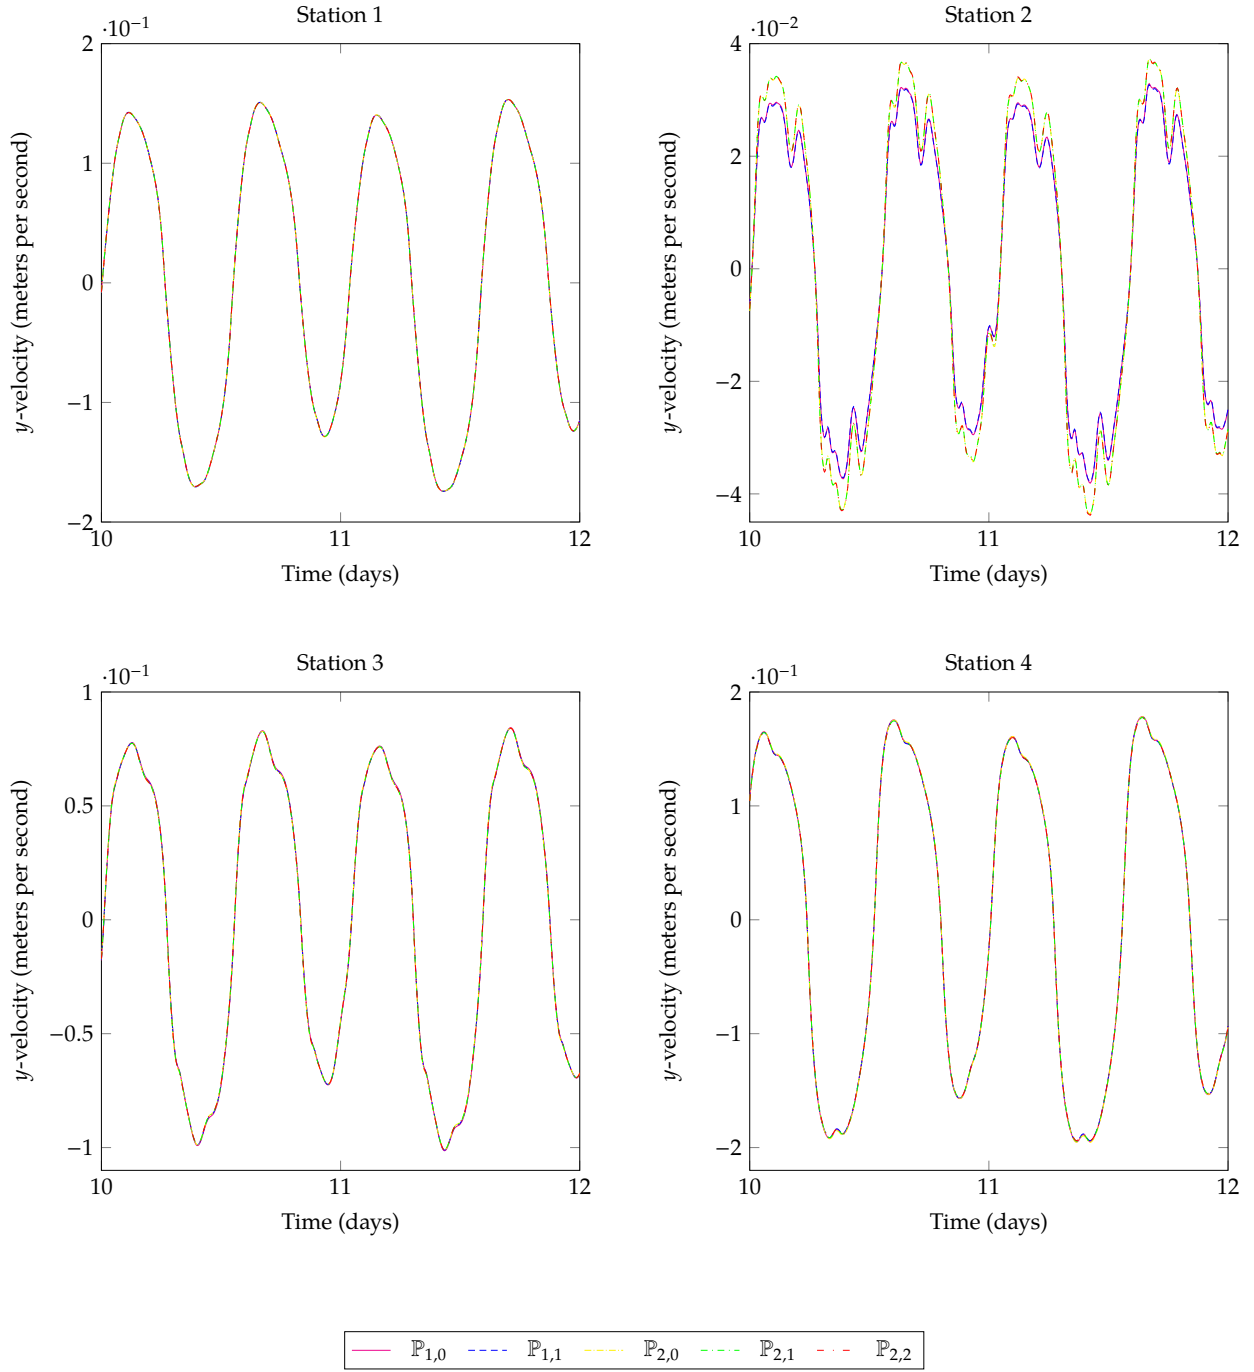 Station 1
·10⁻¹
2
1
0
−1
−2
10
11
12
y-velocity (meters per second)
Time (days)
Station 2
·10⁻²
4
2
0
−2
−4
10
11
12
y-velocity (meters per second)
Time (days)
Station 3
·10⁻¹
1
0.5
0
−0.5
−1
10
11
12
y-velocity (meters per second)
Time (days)
Station 4
·10⁻¹
2
1
0
−1
−2
10
11
12
y-velocity (meters per second)
Time (days)
ℙ₁,₀ ℙ₁,₁ ℙ₂,₀ ℙ₂,₁ ℙ₂,₂